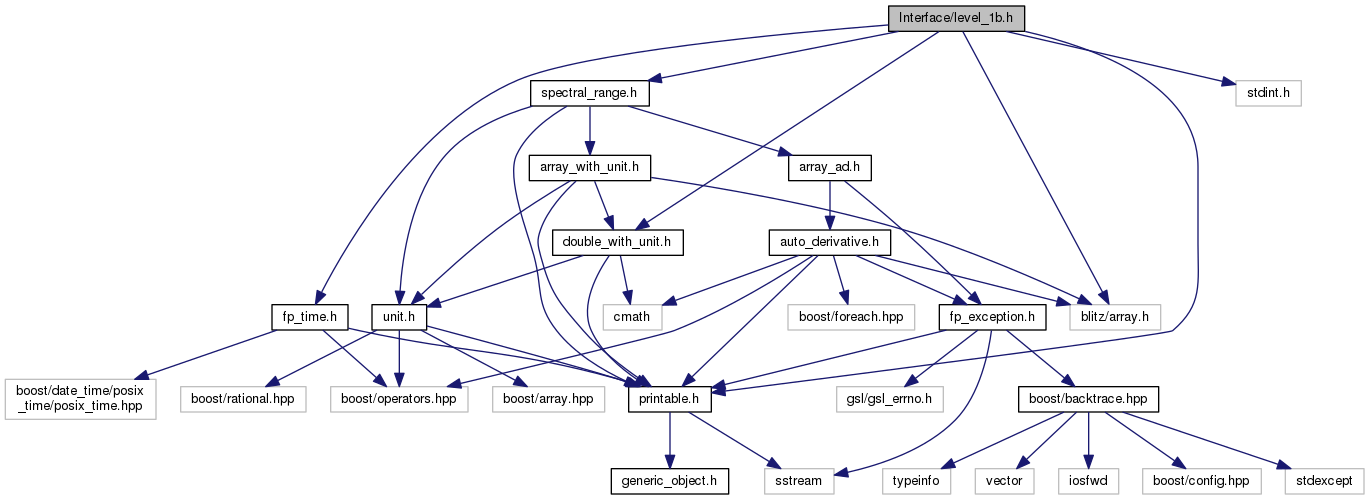 Interface/level_1b.h
spectral_range.h
stdint.h
array_with_unit.h
array_ad.h
double_with_unit.h
auto_derivative.h
fp_time.h
unit.h
cmath
boost/foreach.hpp
fp_exception.h
blitz/array.h
boost/date_time/posix
_time/posix_time.hpp
boost/rational.hpp
boost/operators.hpp
boost/array.hpp
printable.h
gsl/gsl_errno.h
boost/backtrace.hpp
generic_object.h
sstream
typeinfo
vector
iosfwd
boost/config.hpp
stdexcept